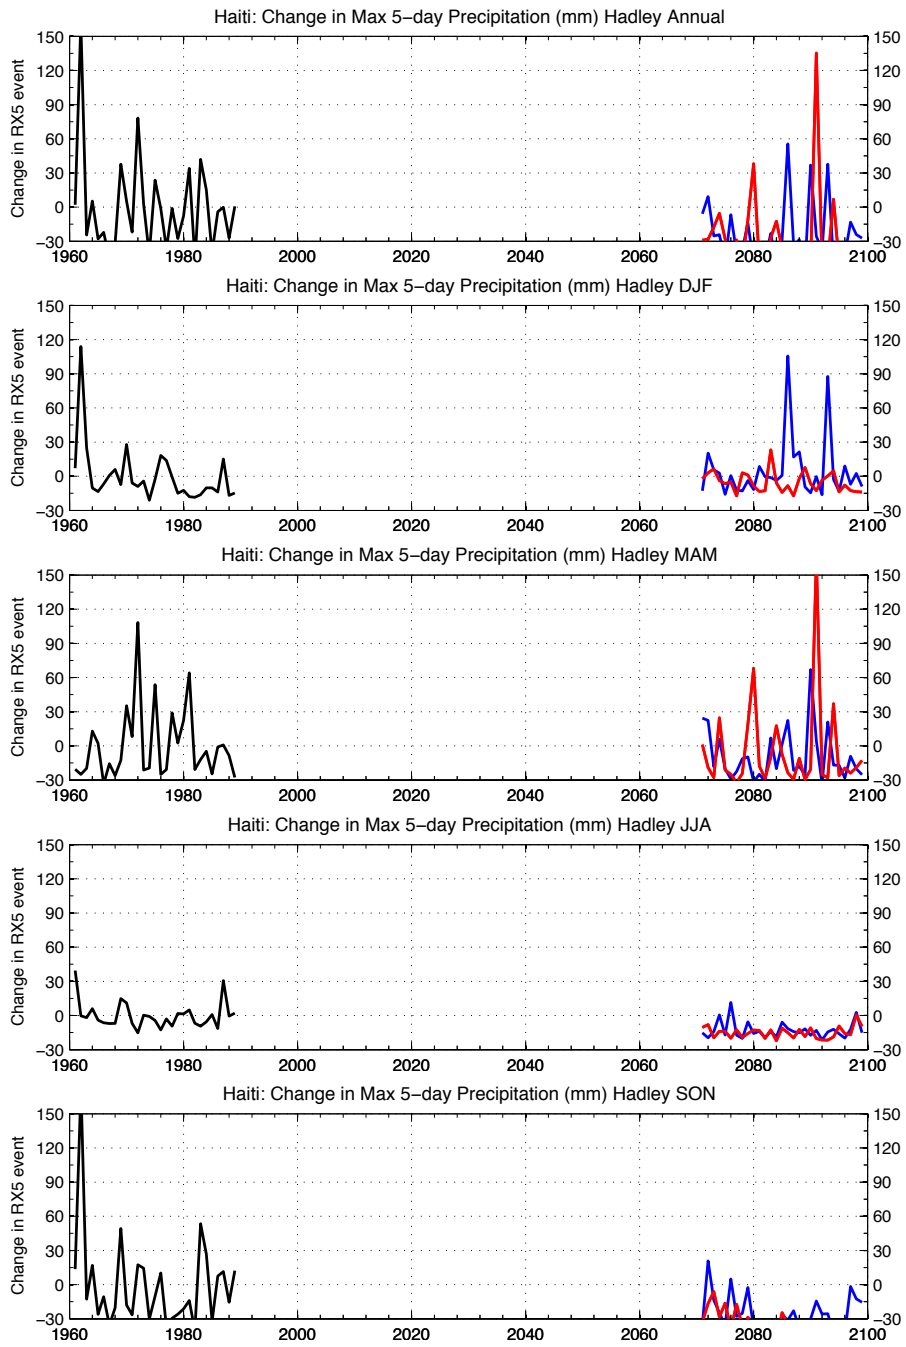 Haiti: Change in Max 5−day Precipitation (mm) Hadley Annual
Change in RX5 event
150 120 90 60 30 0 −30
150 120 90 60 30 0 −30
1960 1980 2000 2020 2040 2060 2080 2100
Haiti: Change in Max 5−day Precipitation (mm) Hadley DJF
Change in RX5 event
150 120 90 60 30 0 −30
150 120 90 60 30 0 −30
1960 1980 2000 2020 2040 2060 2080 2100
Haiti: Change in Max 5−day Precipitation (mm) Hadley MAM
Change in RX5 event
150 120 90 60 30 0 −30
150 120 90 60 30 0 −30
1960 1980 2000 2020 2040 2060 2080 2100
Haiti: Change in Max 5−day Precipitation (mm) Hadley JJA
Change in RX5 event
150 120 90 60 30 0 −30
150 120 90 60 30 0 −30
1960 1980 2000 2020 2040 2060 2080 2100
Haiti: Change in Max 5−day Precipitation (mm) Hadley SON
Change in RX5 event
150 120 90 60 30 0 −30
150 120 90 60 30 0 −30
1960 1980 2000 2020 2040 2060 2080 2100